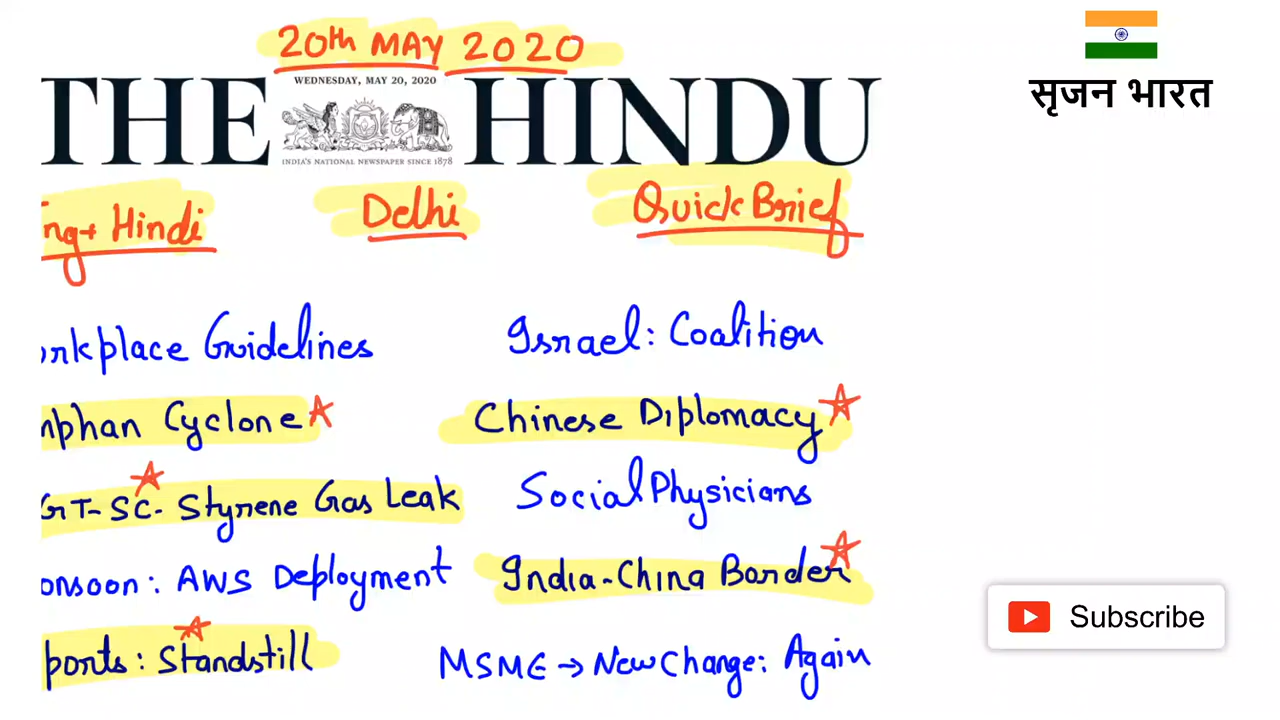 20th MAY 2020
WEDNESDAY, MAY 20, 2020
THE HINDU
INDIA'S NATIONAL NEWSPAPER SINCE 1878
सृजन भारत
ng+ Hindi
Delhi
Quick Brief
orkplace Guidelines
mphan Cyclone
GT-SC- Styrene Gas Leak
onsoon: AWS Deployment
ports: Standstill
Israel: Coalition
Chinese Diplomacy
Social Physicians
India-China Border
MSME → New Change: Again
Subscribe